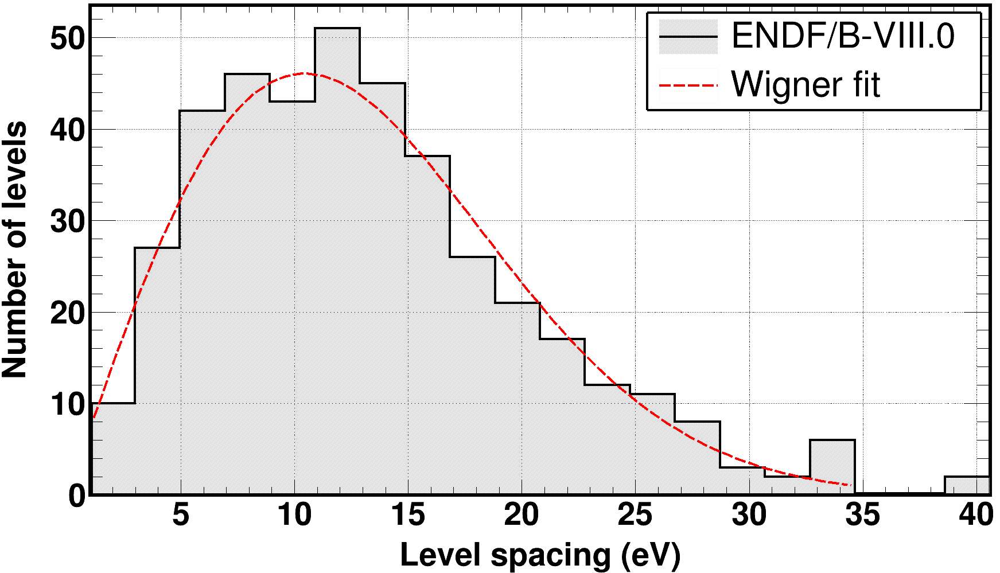 50
40
30
20
10
0
Number of levels
ENDF/B-VIII.0
Wigner fit
5 10 15 20 25 30 35 40
Level spacing (eV)